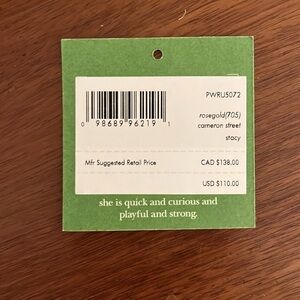 PWRU5072
0 98689 96219 1
rosegold(705)
cameron street
stacy
Mfr Suggested Retail Price CAD $138.00
USD $110.00
she is quick and curious and
playful and strong.